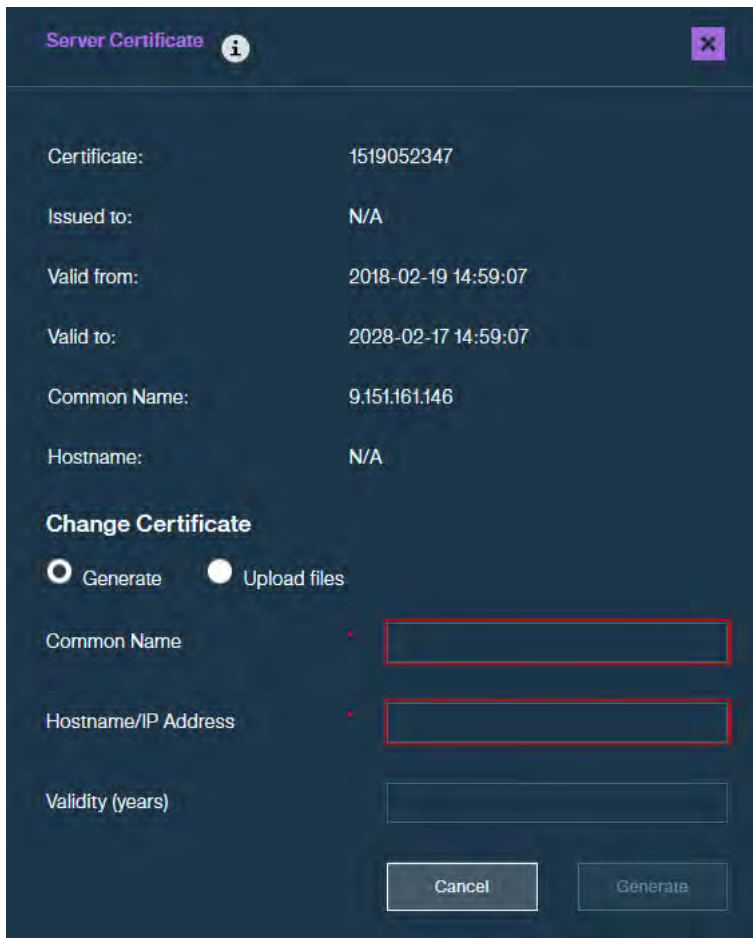 Server Certificate i
Certificate: 1519052347
Issued to: N/A
Valid from: 2018-02-19 14:59:07
Valid to: 2028-02-17 14:59:07
Common Name: 9.151.161.146
Hostname: N/A
Change Certificate
Generate Upload files
Common Name *
Hostname/IP Address *
Validity (years)
Cancel Generate